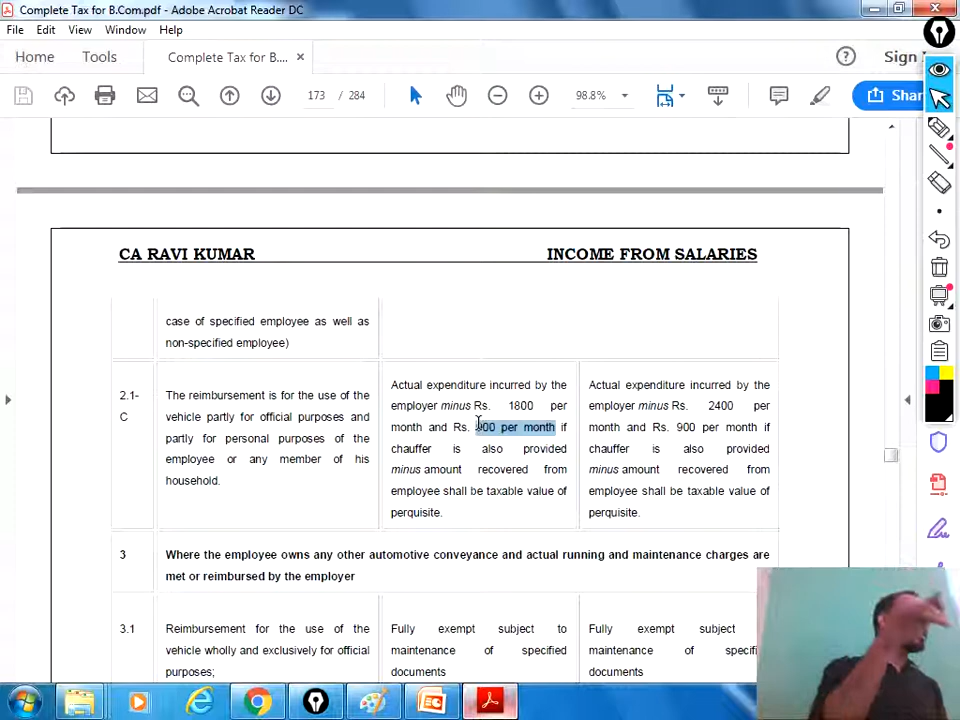 Complete Tax for B.Com.pdf - Adobe Acrobat Reader DC
File Edit View Window Help
Home Tools Complete Tax for B.... × Sign
173 / 284 98.8% Shar
CA RAVI KUMAR INCOME FROM SALARIES
case of specified employee as well as
non-specified employee)
2.1-
C
The reimbursement is for the use of the
vehicle partly for official purposes and
partly for personal purposes of the
employee or any member of his
household.
Actual expenditure incurred by the
employer minus Rs. 1800 per
month and Rs. 900 per month if
chauffer is also provided
minus amount recovered from
employee shall be taxable value of
perquisite.
Actual expenditure incurred by the
employer minus Rs. 2400 per
month and Rs. 900 per month if
chauffer is also provided
minus amount recovered from
employee shall be taxable value of
perquisite.
3
Where the employee owns any other automotive conveyance and actual running and maintenance charges are
met or reimbursed by the employer
3.1
Reimbursement for the use of the
vehicle wholly and exclusively for official
purposes;
Fully exempt subject to
maintenance of specified
documents
Fully exempt subject
maintenance of specifi
documents